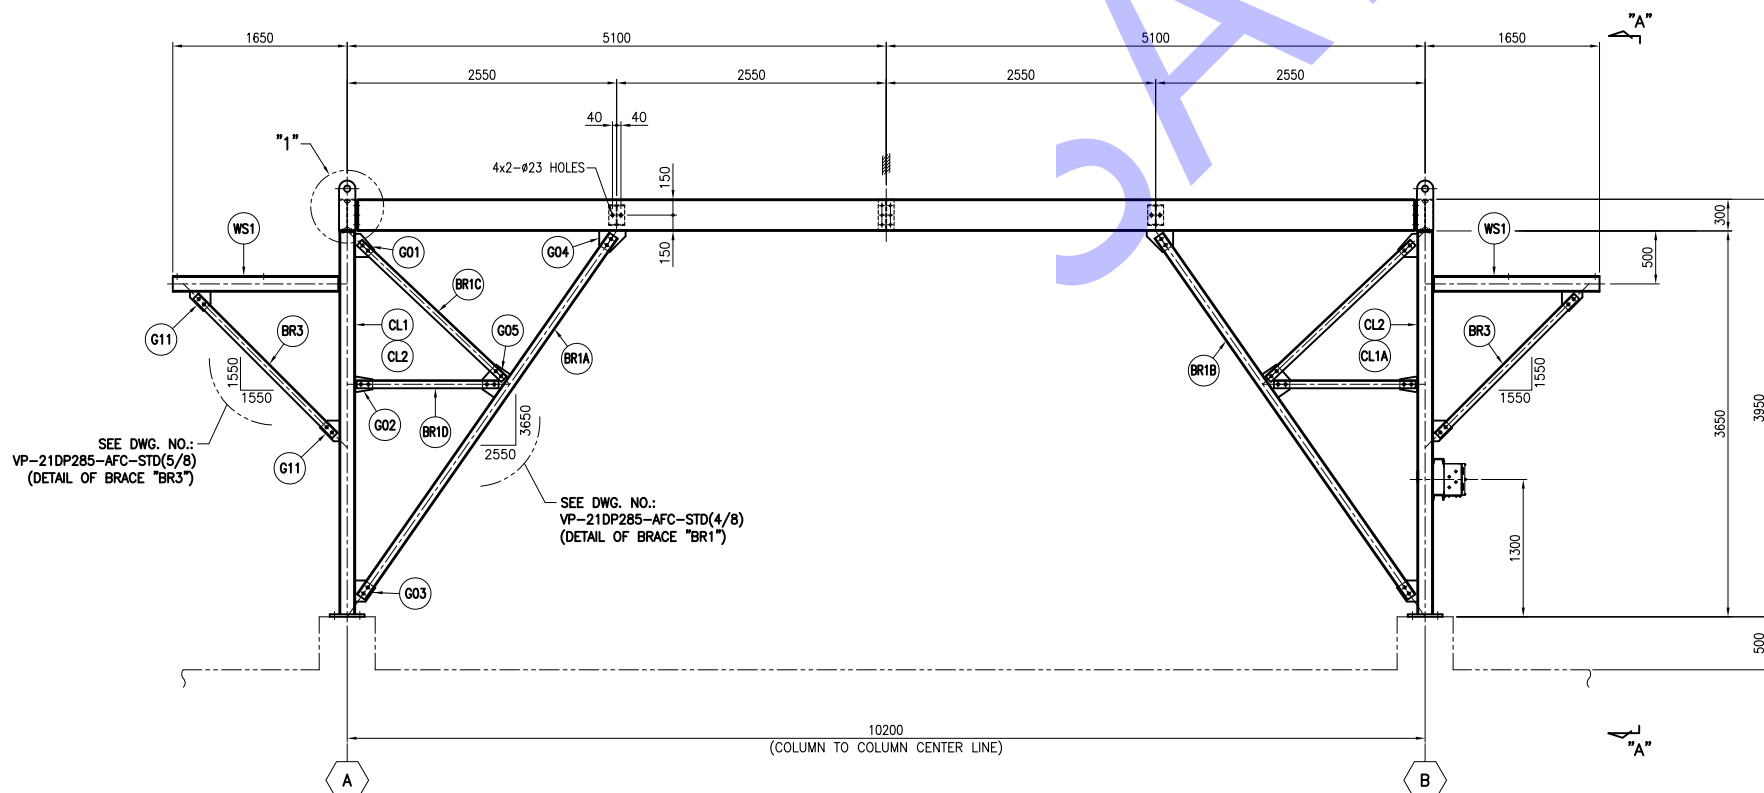 "A"
1650
5100
5100
1650
2550
2550
2550
2550
40
40
"1"
4x2-ø23 HOLES
150
150
300
WS1
WS1
G01
G04
500
BR1C
CL1
CL2
G05
BR1A
G11
BR3
1550
1550
CL2
CL1A
BR1B
BR3
1550
1550
3650
3950
G02
BR1D
3650
2550
SEE DWG. NO.:
VP-21DP285-AFC-STD(5/8)
(DETAIL OF BRACE "BR3")
G11
SEE DWG. NO.:
VP-21DP285-AFC-STD(4/8)
(DETAIL OF BRACE "BR1")
1300
G03
500
10200
(COLUMN TO COLUMN CENTER LINE)
"A"
A
B